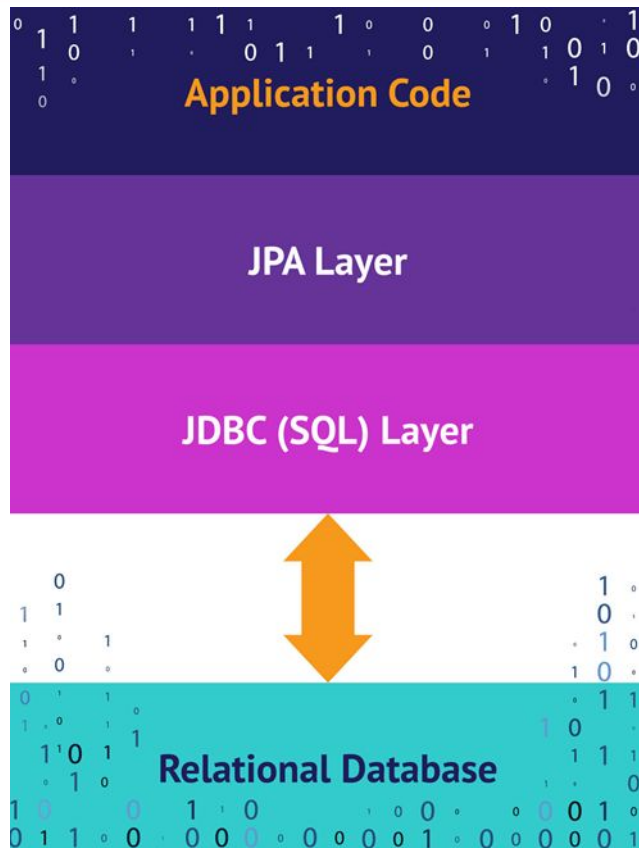 Application Code
JPA Layer
JDBC (SQL) Layer
Relational Database